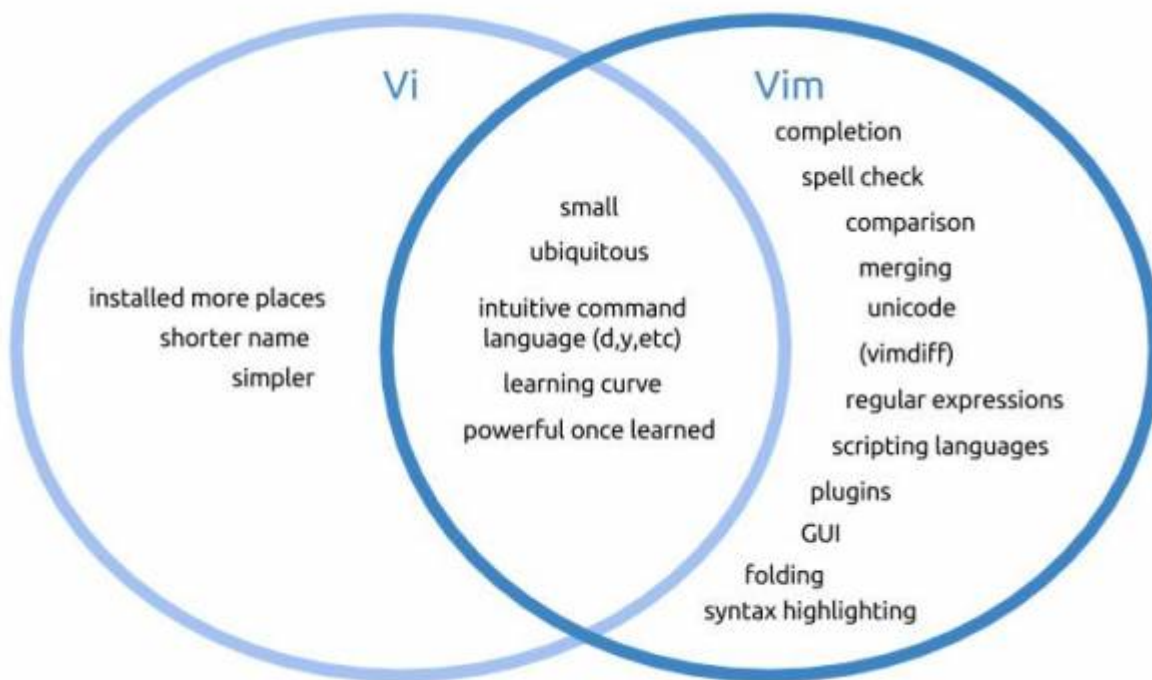 Vi
Vim
installed more places
shorter name
simpler
small
ubiquitous
intuitive command
language (d,y,etc)
learning curve
powerful once learned
completion
spell check
comparison
merging
unicode
(vimdiff)
regular expressions
scripting languages
plugins
GUI
folding
syntax highlighting